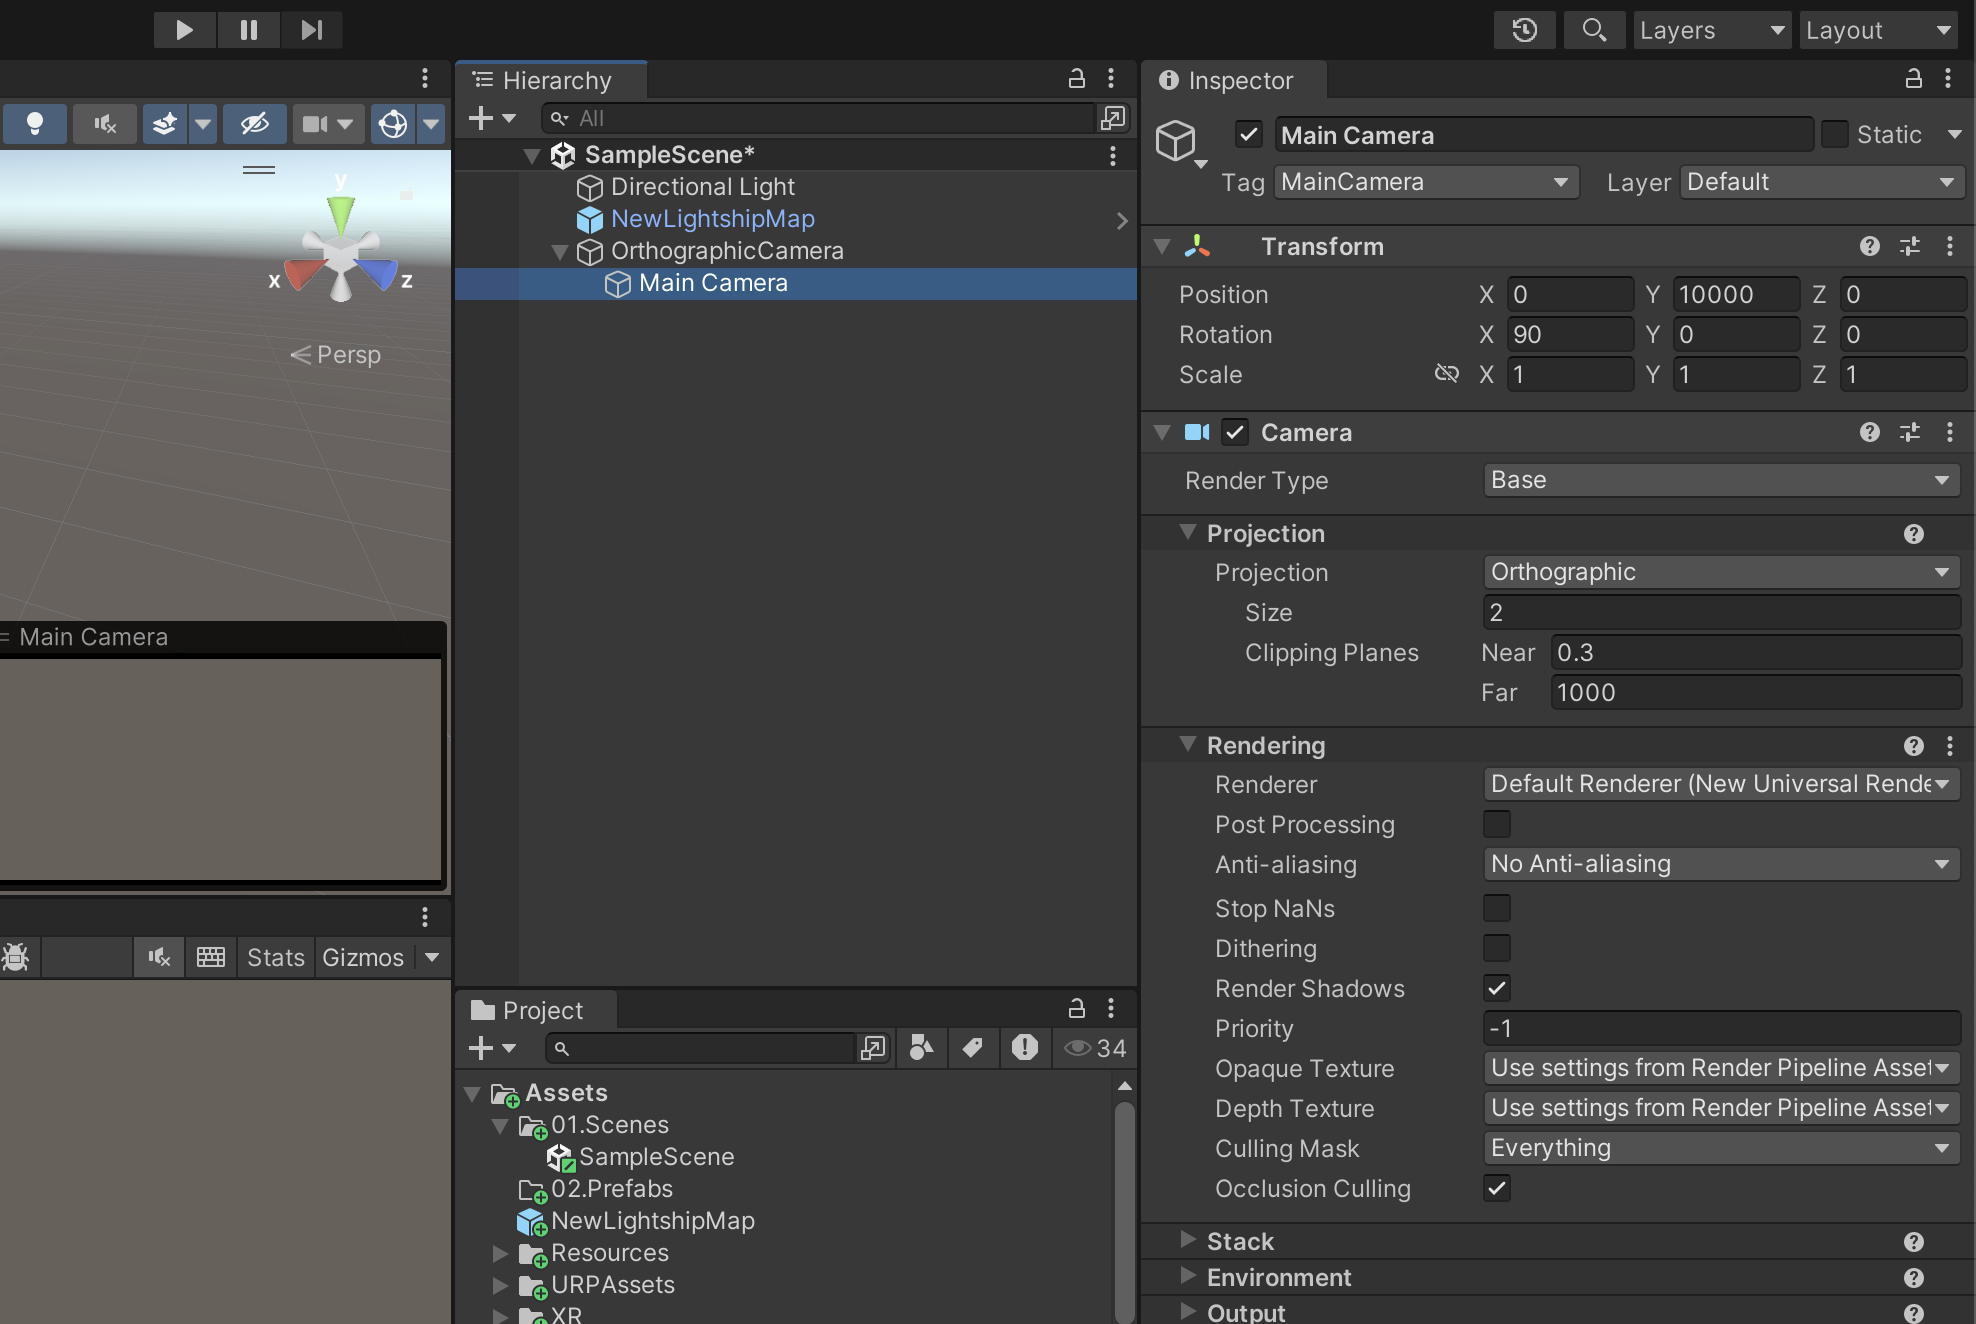 Layers
Layout
Hierarchy
All
SampleScene*
Directional Light
NewLightshipMap
OrthographicCamera
Main Camera
y
x
z
Persp
Main Camera
Stats
Gizmos
Project
34
Assets
01.Scenes
SampleScene
02.Prefabs
NewLightshipMap
Resources
URPAssets
XR
Inspector
Main Camera
Static
Tag MainCamera
Layer Default
Transform
Position X 0 Y 10000 Z 0
Rotation X 90 Y 0 Z 0
Scale X 1 Y 1 Z 1
Camera
Render Type Base
Projection
Projection Orthographic
Size 2
Clipping Planes Near 0.3
Far 1000
Rendering
Renderer Default Renderer (New Universal Rende
Post Processing
Anti-aliasing No Anti-aliasing
Stop NaNs
Dithering
Render Shadows
Priority -1
Opaque Texture Use settings from Render Pipeline Asset
Depth Texture Use settings from Render Pipeline Asset
Culling Mask Everything
Occlusion Culling
Stack
Environment
Output